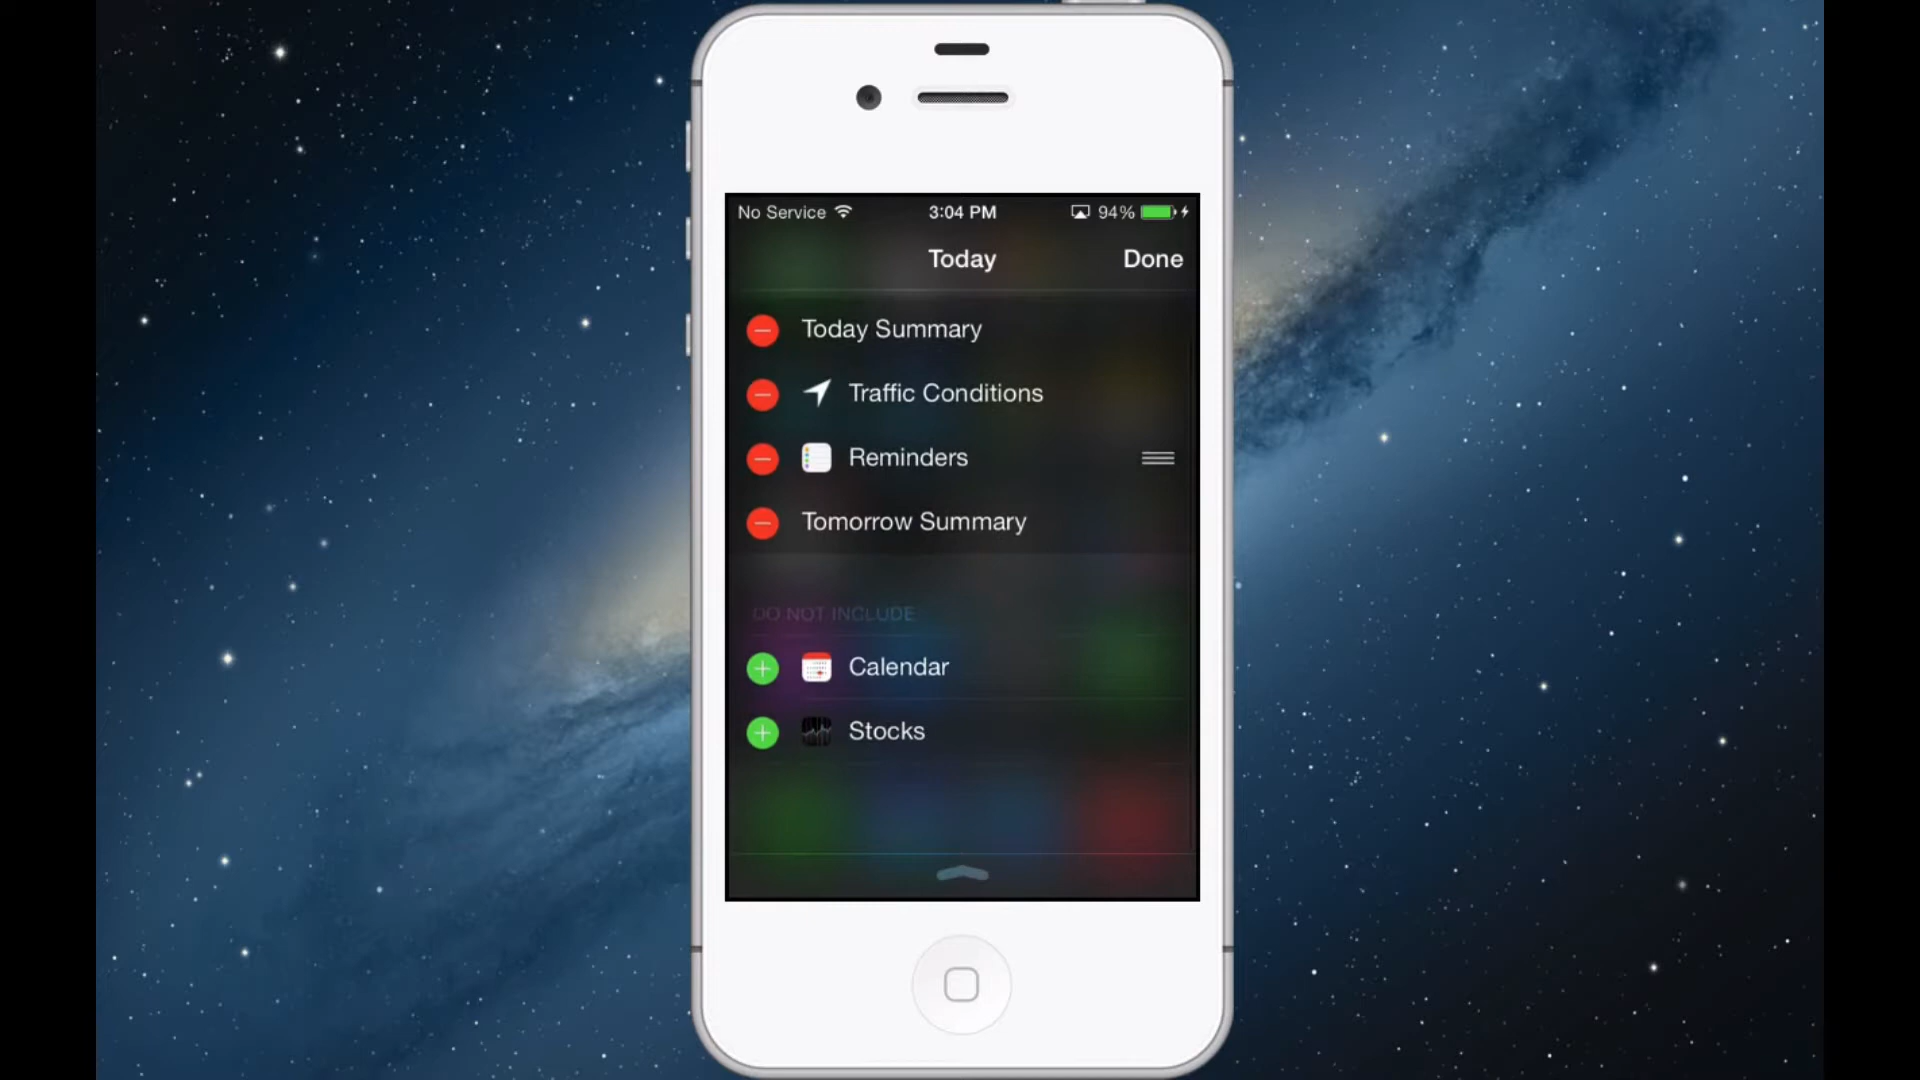 No Service 3:04 PM 94%
Today Done
Today Summary
Traffic Conditions
Reminders
Tomorrow Summary
DO NOT INCLUDE
Calendar
Stocks